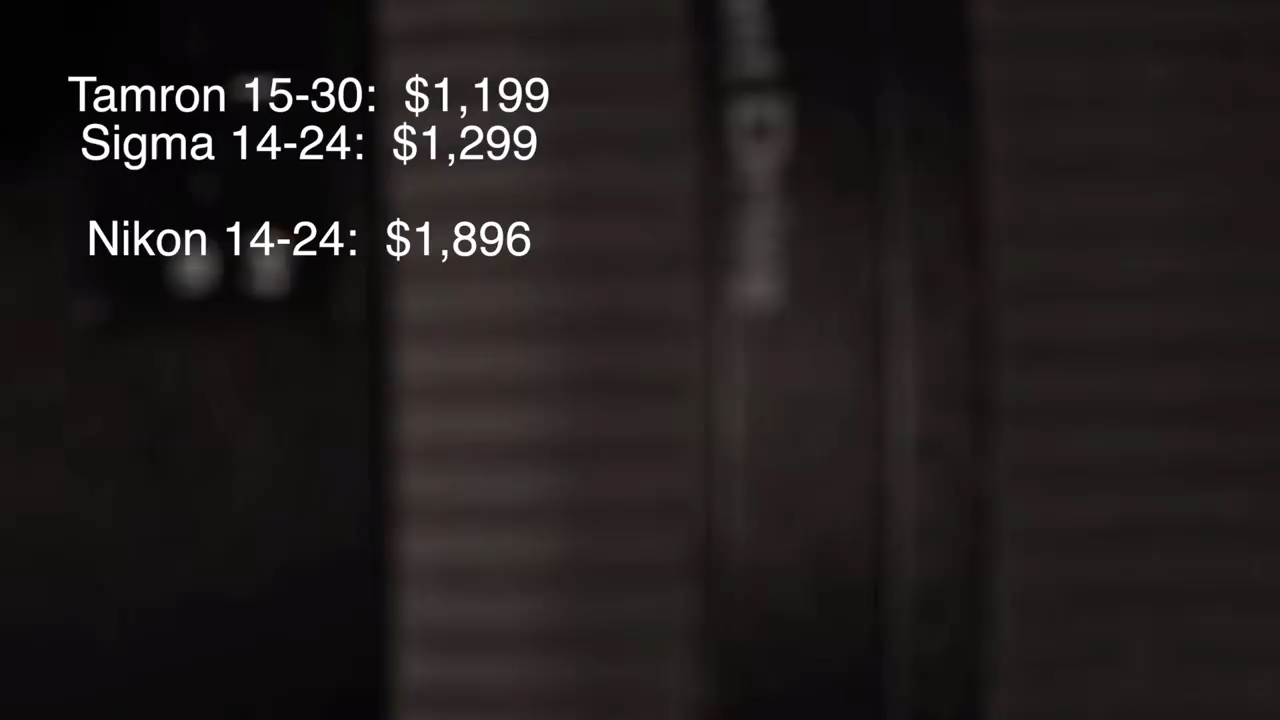 Tamron 15-30: $1,199
Sigma 14-24: $1,299
Nikon 14-24: $1,896